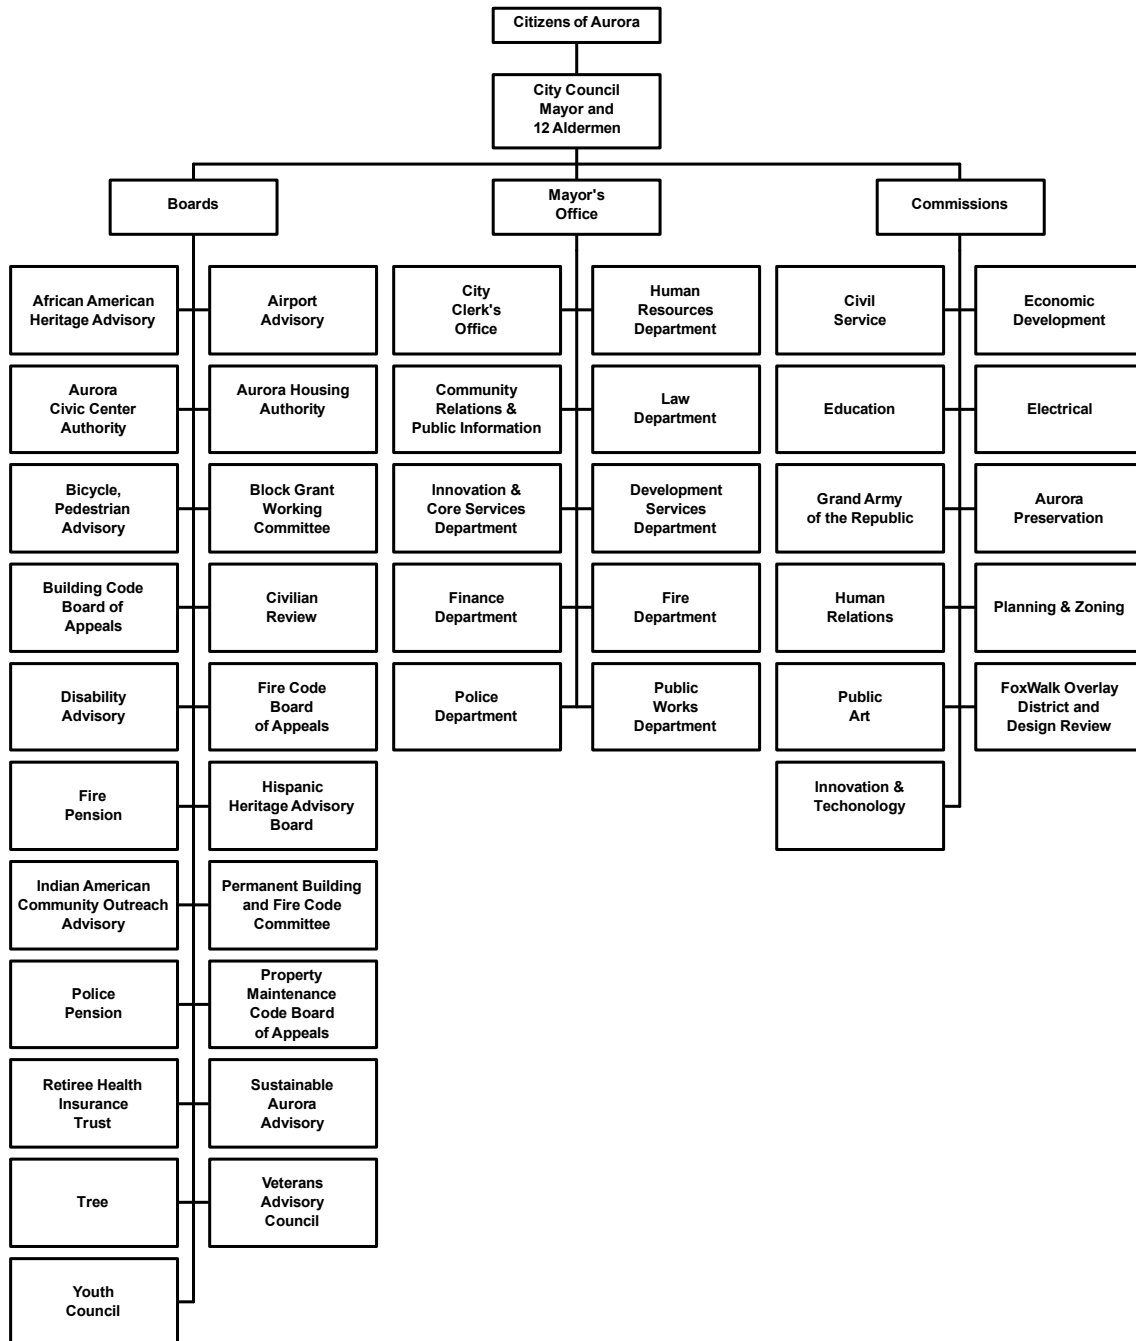 Citizens of Aurora
City Council
Mayor and
12 Aldermen
Boards
Mayor's
Office
Commissions
African American
Heritage Advisory
Airport
Advisory
City
Clerk's
Office
Human
Resources
Department
Civil
Service
Economic
Development
Aurora
Civic Center
Authority
Aurora Housing
Authority
Community
Relations &
Public Information
Law
Department
Education
Electrical
Bicycle,
Pedestrian
Advisory
Block Grant
Working
Committee
Innovation &
Core Services
Department
Development
Services
Department
Grand Army
of the Republic
Aurora
Preservation
Building Code
Board of
Appeals
Civilian
Review
Finance
Department
Fire
Department
Human
Relations
Planning & Zoning
Disability
Advisory
Fire Code
Board
of Appeals
Police
Department
Public
Works
Department
Public
Art
FoxWalk Overlay
District and
Design Review
Fire
Pension
Hispanic
Heritage Advisory
Board
Innovation &
Techonology
Indian American
Community Outreach
Advisory
Permanent Building
and Fire Code
Committee
Police
Pension
Property
Maintenance
Code Board
of Appeals
Retiree Health
Insurance
Trust
Sustainable
Aurora
Advisory
Tree
Veterans
Advisory
Council
Youth
Council